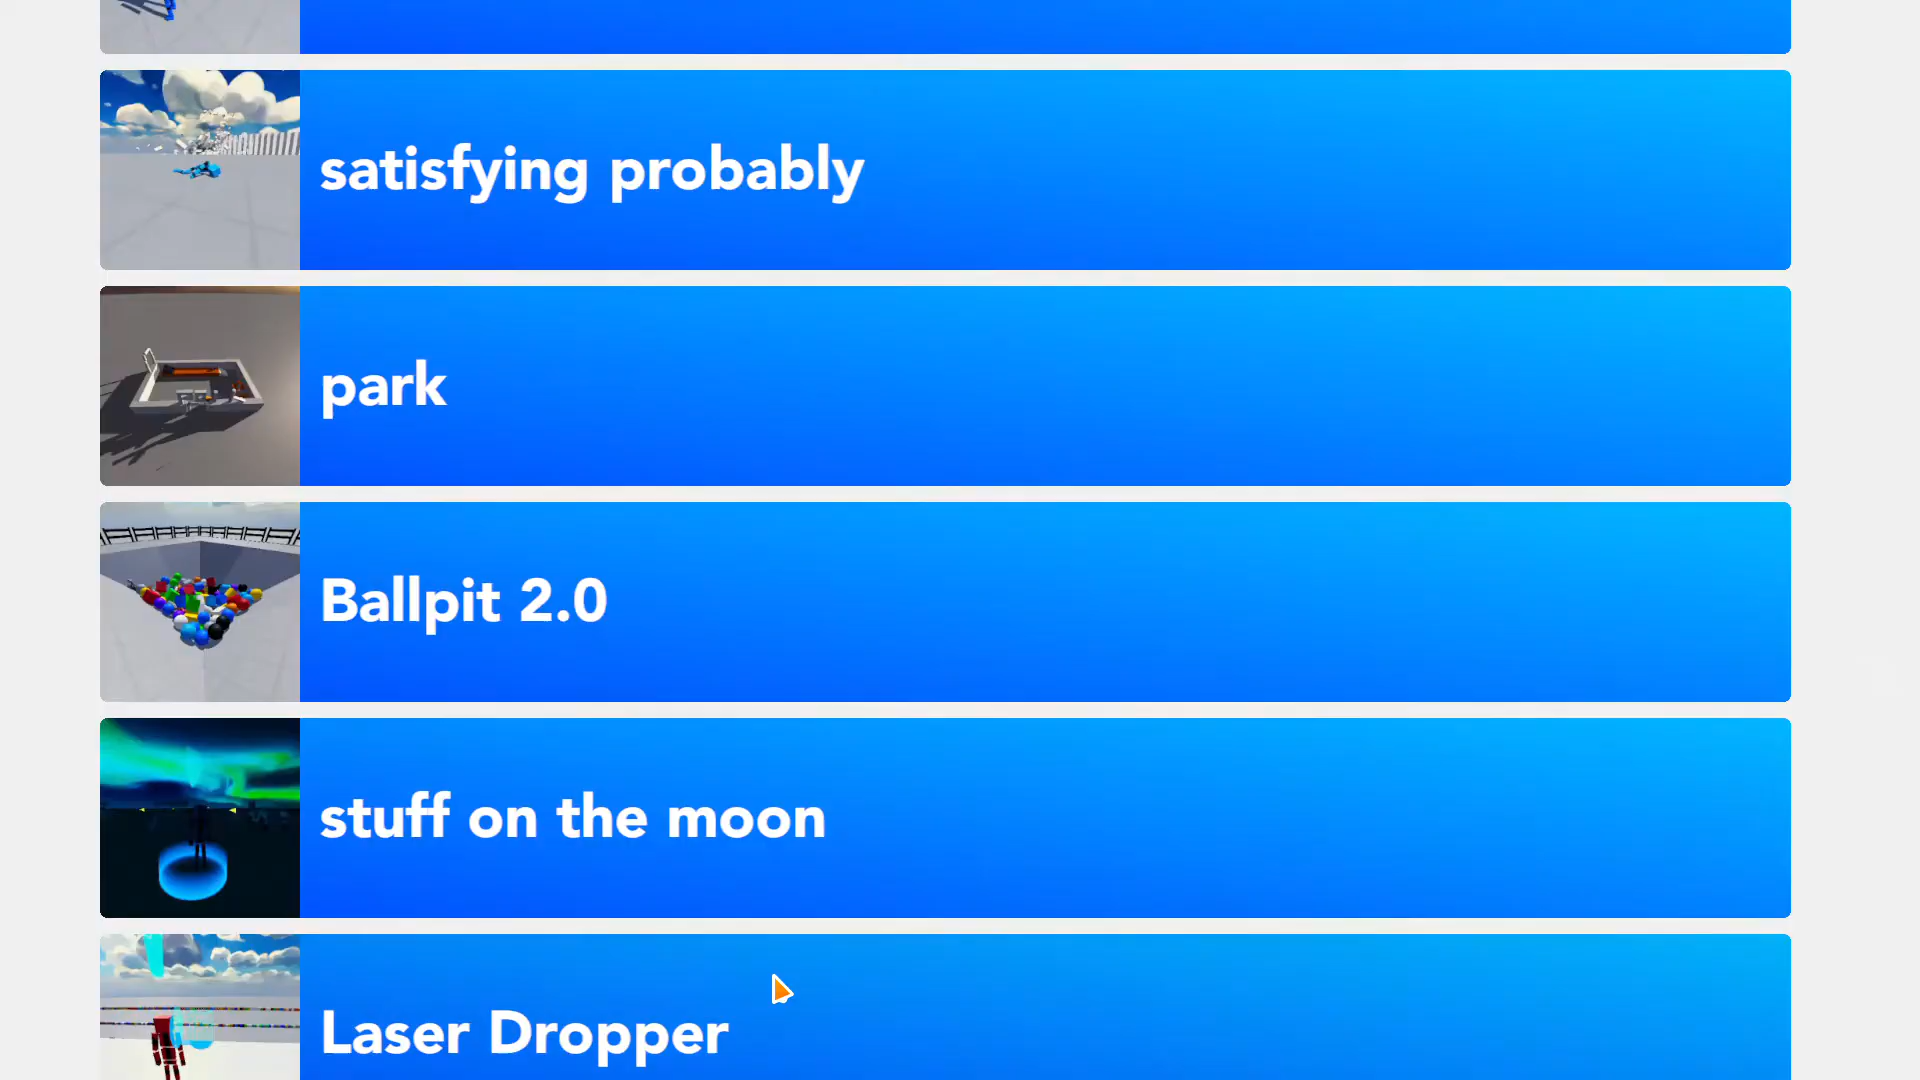 satisfying probably
park
Ballpit 2.0
stuff on the moon
Laser Dropper